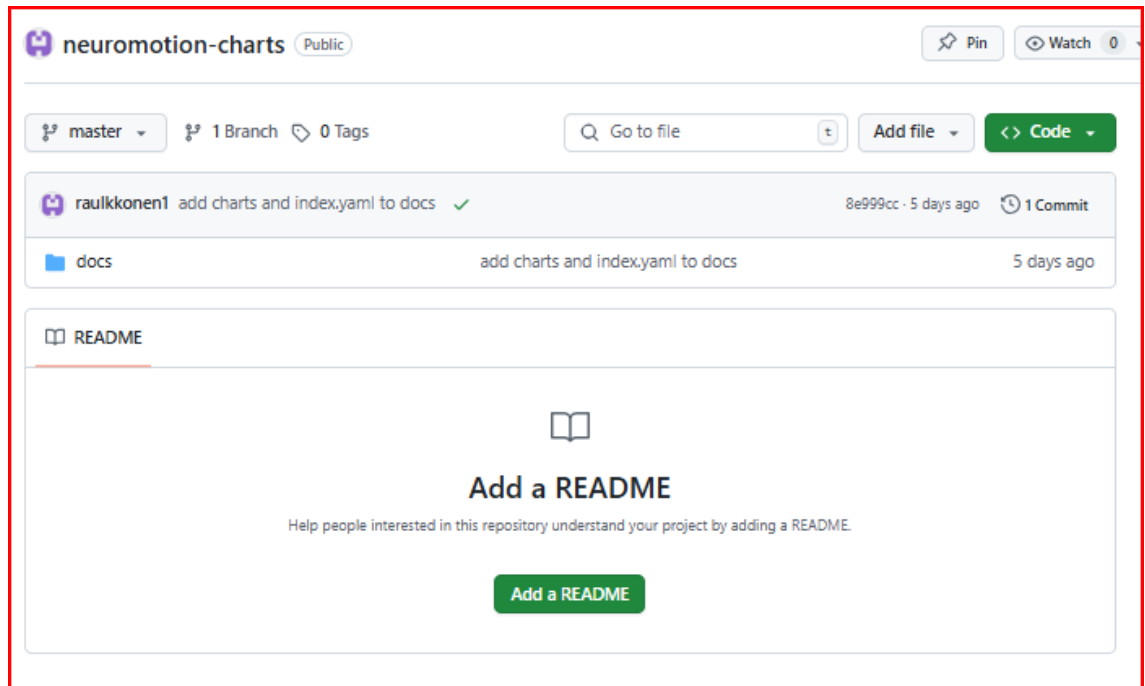 neuromotion-charts Public
Pin
Watch 0
master
1 Branch
0 Tags
Go to file
t
Add file
Code
raulkkonen1 add charts and index.yaml to docs
8e999cc · 5 days ago
1 Commit
docs
add charts and index.yaml to docs
5 days ago
README
Add a README
Help people interested in this repository understand your project by adding a README.
Add a README